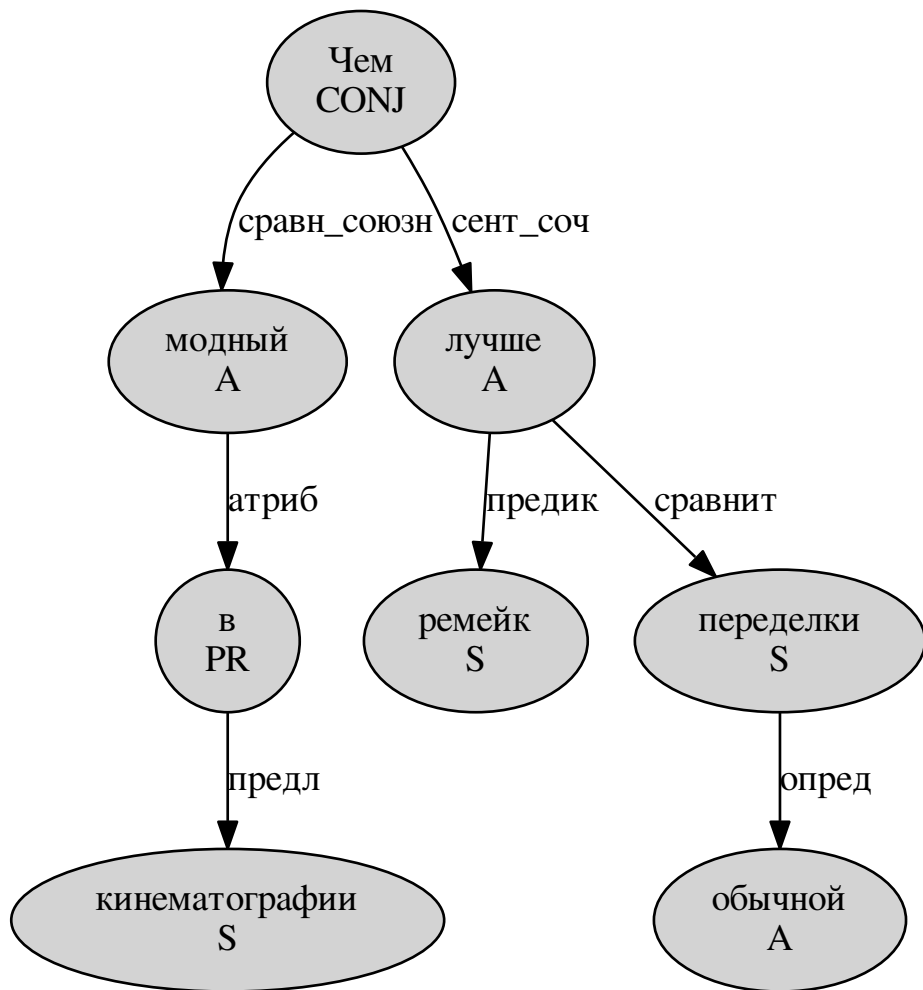 Чем
CONJ
сравн_союзн
сент_соч
модный
A
лучше
A
атриб
предик
сравнит
в
PR
ремейк
S
переделки
S
предл
опред
кинематографии
S
обычной
A